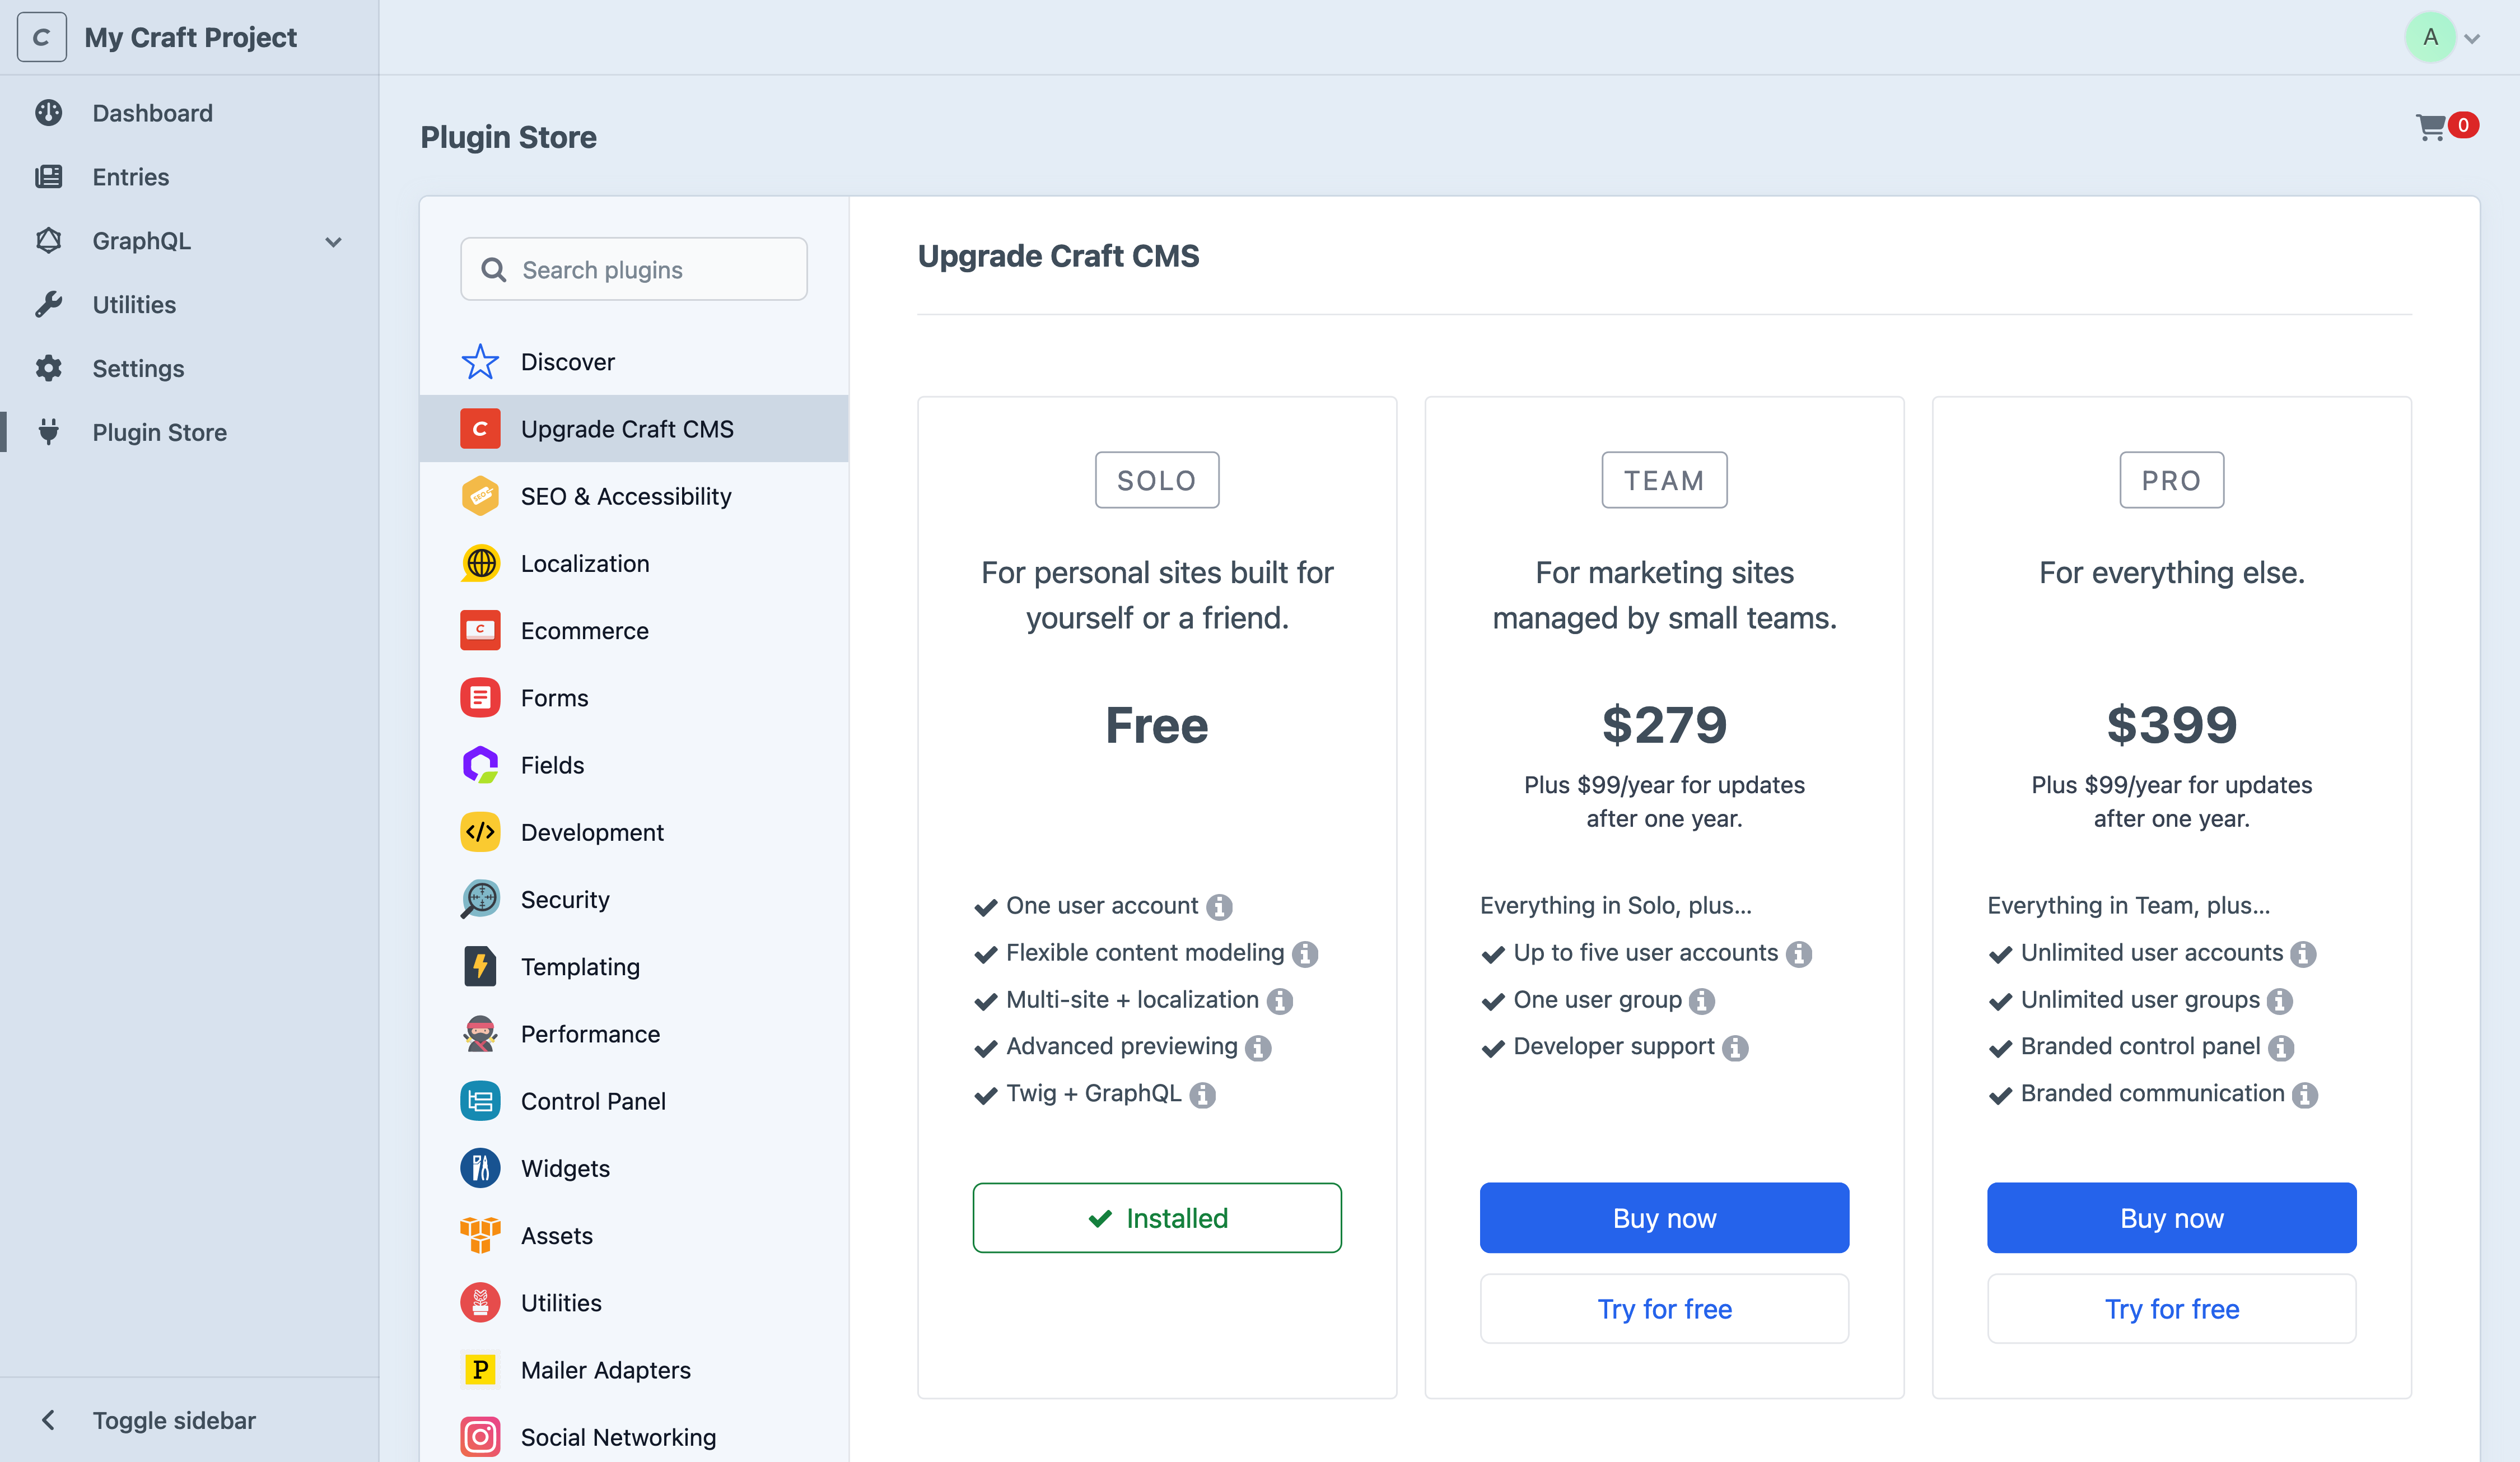 C My Craft Project
A
Dashboard
Entries
GraphQL
Utilities
Settings
Plugin Store
Toggle sidebar
Plugin Store
0
Search plugins
Discover
C Upgrade Craft CMS
SEO SEO & Accessibility
Localization
C Ecommerce
Forms
Fields
</> Development
Security
Templating
Performance
Control Panel
Widgets
Assets
Utilities
P Mailer Adapters
Social Networking
Upgrade Craft CMS
SOLO
For personal sites built for
yourself or a friend.
Free
One user account
Flexible content modeling
Multi-site + localization
Advanced previewing
Twig + GraphQL
Installed
TEAM
For marketing sites
managed by small teams.
$279
Plus $99/year for updates
after one year.
Everything in Solo, plus...
Up to five user accounts
One user group
Developer support
Buy now
Try for free
PRO
For everything else.
$399
Plus $99/year for updates
after one year.
Everything in Team, plus...
Unlimited user accounts
Unlimited user groups
Branded control panel
Branded communication
Buy now
Try for free